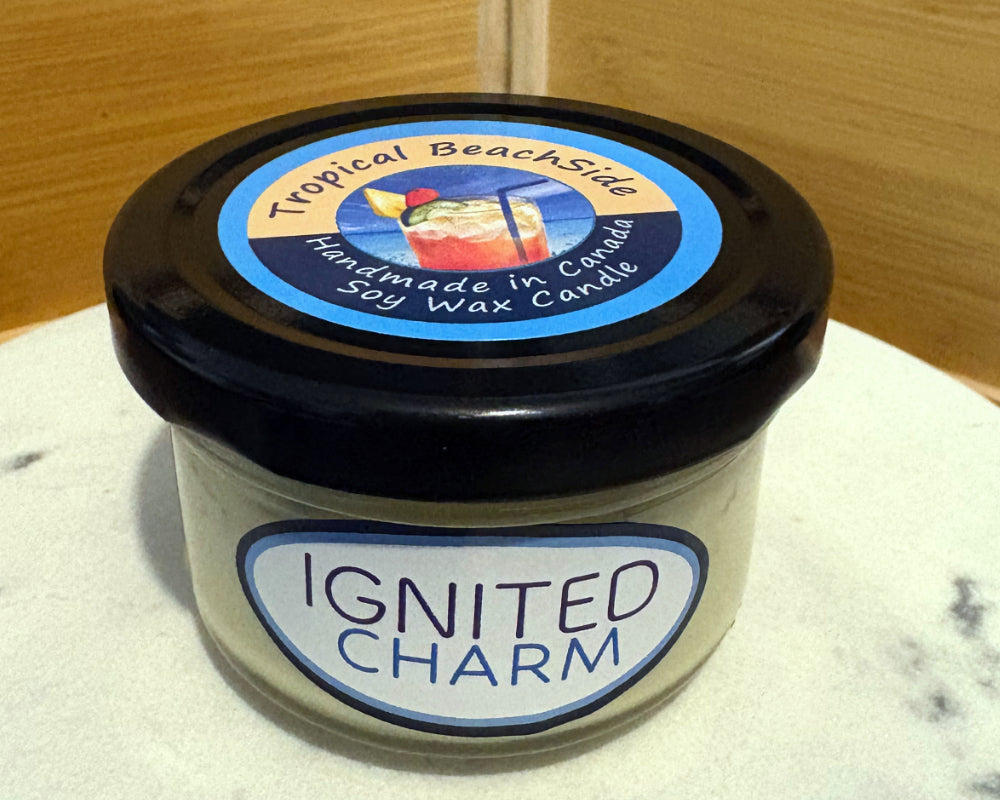 Tropical BeachSide
Handmade in Canada
Soy Wax Candle
IGNITED
CHARM